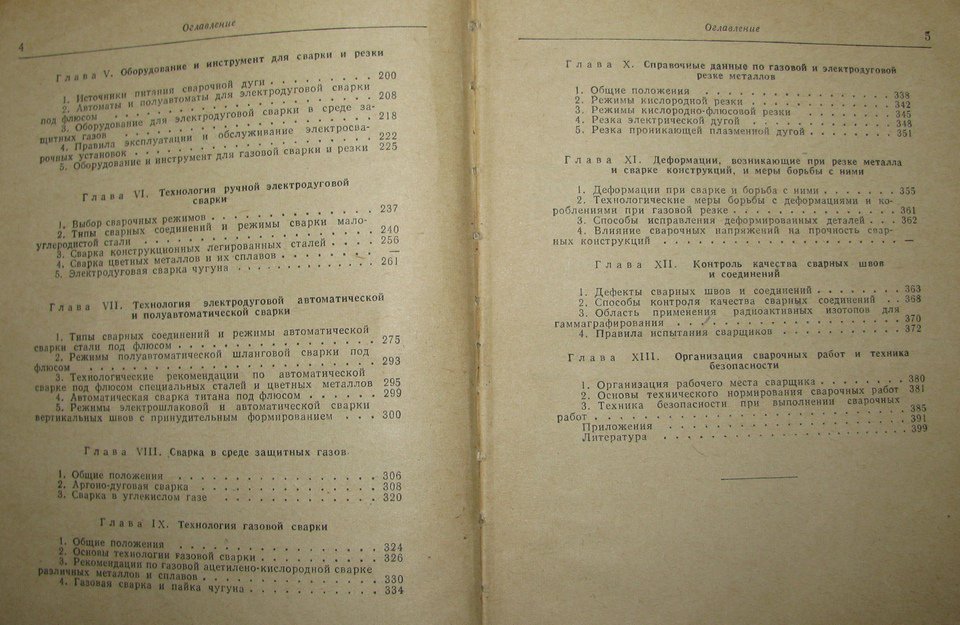 4
Оглавление
Глава V. Оборудование и инструмент для сварки и резки
1. Источники питания сварочной дуги . . . . . . . . . . 200
2. Автоматы и полуавтоматы для электродуговой сварки
под флюсом . . . . . . . . . . 208
3. Оборудование для электродуговой сварки в среде за-
щитных газов . . . . . . . . . . 218
4. Правила эксплуатации и обслуживание электросва-
рочных установок . . . . . . . . . . 222
5. Оборудование и инструмент для газовой сварки и резки 225
Глава VI. Технология ручной электродуговой
сварки
1. Выбор сварочных режимов . . . . . . . . . . 237
2. Типы сварных соединений и режимы сварки мало-
углеродистой стали . . . . . . . . . . 240
3. Сварка конструкционных легированных сталей . . . . 256
4. Сварка цветных металлов и их сплавов . . . . . . . —
5. Электродуговая сварка чугуна . . . . . . . . . . 261
Глава VII. Технология электродуговой автоматической
и полуавтоматической сварки
1. Типы сварных соединений и режимы автоматической
сварки стали под флюсом . . . . . . . . . . 275
2. Режимы полуавтоматической шланговой сварки под
флюсом . . . . . . . . . . 293
3. Технологические рекомендации по автоматической
сварке под флюсом специальных сталей и цветных металлов 295
4. Автоматическая сварка титана под флюсом . . . . . . 299
5. Режимы электрошлаковой и автоматической сварки
вертикальных швов с принудительным формированием . . . 300
Глава VIII. Сварка в среде защитных газов
1. Общие положения . . . . . . . . . . 306
2. Аргоно-дуговая сварка . . . . . . . . . . 308
3. Сварка в углекислом газе . . . . . . . . . . 320
Глава IX. Технология газовой сварки
1. Общие положения . . . . . . . . . . 324
2. Основы технологии газовой сварки . . . . . . . . . . 326
3. Рекомендации по газовой ацетилено-кислородной сварке
различных металлов и сплавов . . . . . . . . . . 330
4. Газовая сварка и пайка чугуна . . . . . . . . . . 334
Оглавление
5
Глава X. Справочные данные по газовой и электродуговой
резке металлов
1. Общие положения . . . . . . . . . . 338
2. Режимы кислородной резки . . . . . . . . . . 342
3. Режимы кислородно-флюсовой резки . . . . . . . . . . 345
4. Резка электрической дугой . . . . . . . . . . 348
5. Резка проникающей плазменной дугой . . . . . . . . . . 351
Глава XI. Деформации, возникающие при резке металла
и сварке конструкций, и меры борьбы с ними
1. Деформации при сварке и борьба с ними . . . . . . . 355
2. Технологические меры борьбы с деформациями и ко-
роблениями при газовой резке . . . . . . . . . . 361
3. Способы исправления деформированных деталей . . . 362
4. Влияние сварочных напряжений на прочность свар-
ных конструкций . . . . . . . . . . —
Глава XII. Контроль качества сварных швов
и соединений
1. Дефекты сварных швов и соединений . . . . . . . . 363
2. Способы контроля качества сварных соединений . . 368
3. Область применения радиоактивных изотопов для
гаммаграфирования . . . . . . . . . . 370
4. Правила испытания сварщиков . . . . . . . . . . 372
Глава XIII. Организация сварочных работ и техника
безопасности
1. Организация рабочего места сварщика . . . . . . . . 380
2. Основы технического нормирования сварочных работ 381
3. Техника безопасности при выполнении сварочных
работ . . . . . . . . . . 385
Приложения . . . . . . . . . . 391
Литература . . . . . . . . . . 399